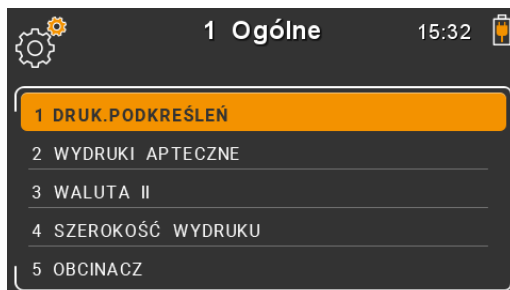 1 Ogólne 15:32
1 DRUK.PODKREŚLEŃ
2 WYDRUKI APTECZNE
3 WALUTA II
4 SZEROKOŚĆ WYDRUKU
5 OBCINACZ